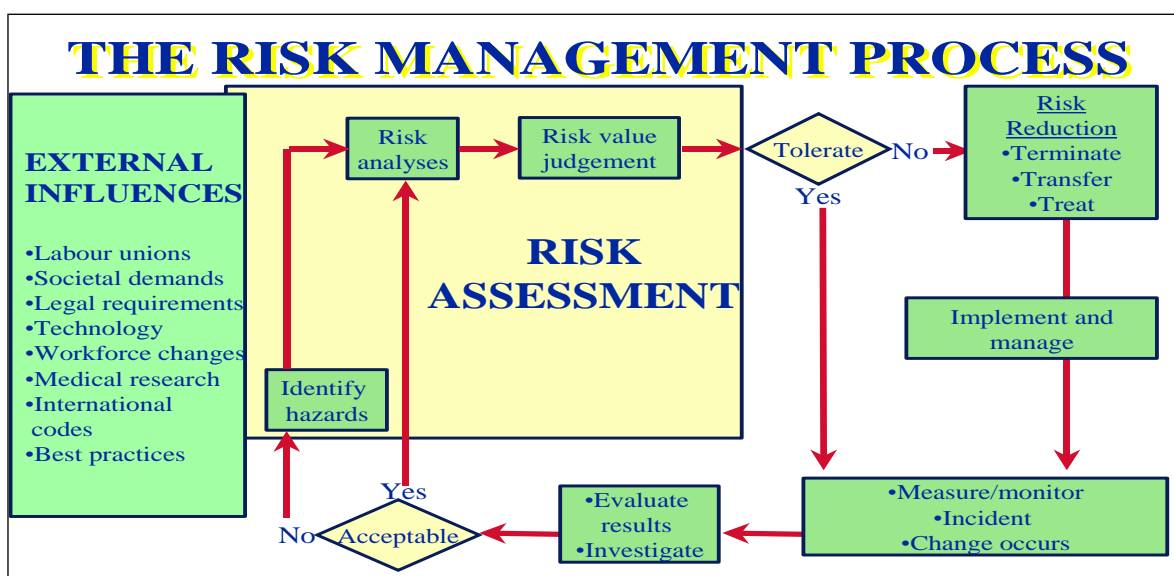 THE RISK MANAGEMENT PROCESS
EXTERNAL
INFLUENCES
•Labour unions
•Societal demands
•Legal requirements
•Technology
•Workforce changes
•Medical research
•International
codes
•Best practices
Identify
hazards
Risk
analyses
Risk value
judgement
RISK
ASSESSMENT
Tolerate
No
Yes
Risk
Reduction
•Terminate
•Transfer
•Treat
Implement and
manage
•Measure/monitor
•Incident
•Change occurs
•Evaluate
results
•Investigate
Acceptable
Yes
No